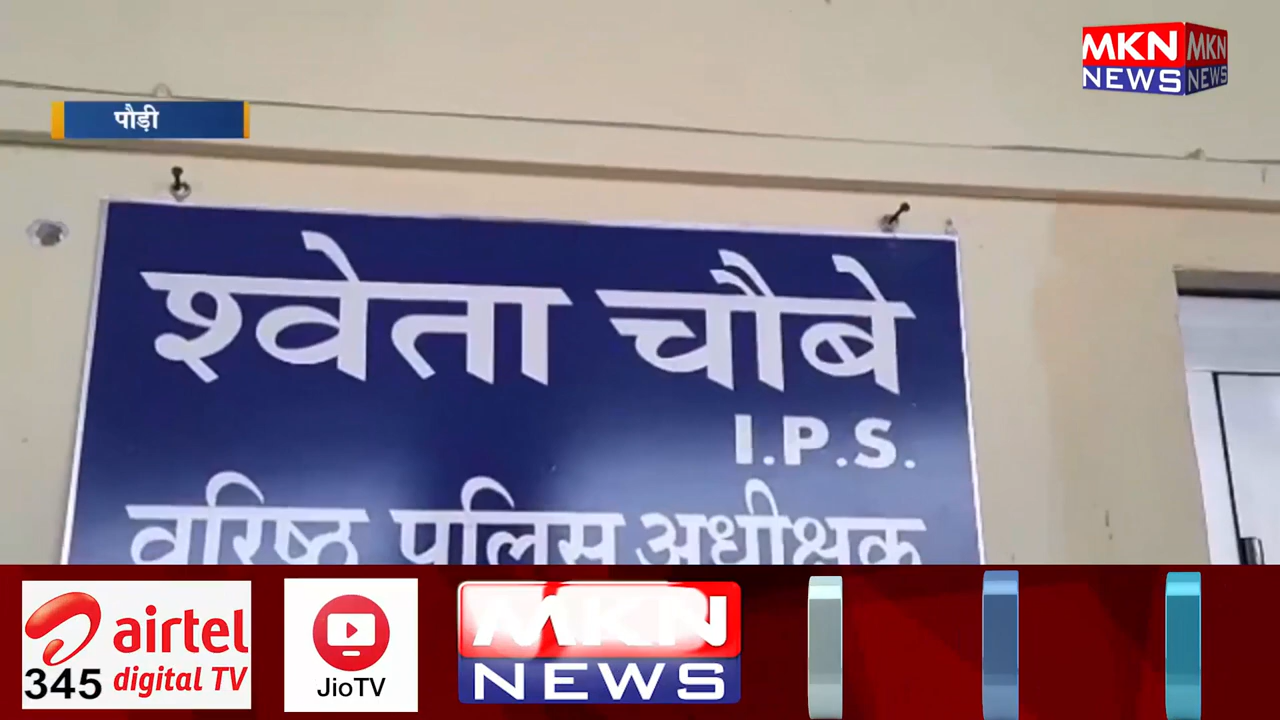 MKN
NEWS
MKN
NEWS
पौड़ी
श्वेता चौबे
I.P.S.
वरिष्ठ पुलिस अधीक्षक
airtel
digital TV
345
JioTV
MKN
NEWS